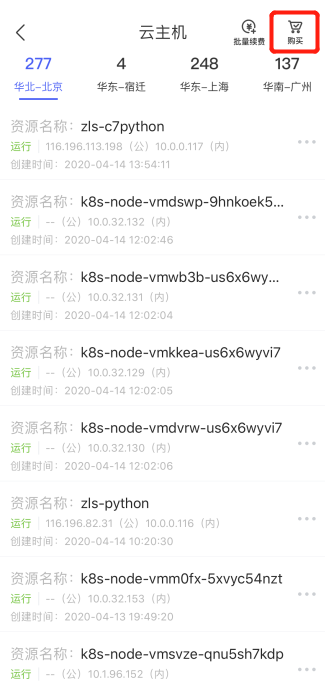 云主机
批量续费
购买
277 4 248 137
华北-北京 华东-宿迁 华东-上海 华南-广州
资源名称：zls-c7python
运行 116.196.113.198（公）10.0.0.117（内）
创建时间：2020-04-14 13:54:11
资源名称：k8s-node-vmdswp-9hnkoek5...
运行 --（公）10.0.32.132（内）
创建时间：2020-04-14 12:02:46
资源名称：k8s-node-vmwb3b-us6x6wy...
运行 --（公）10.0.32.131（内）
创建时间：2020-04-14 12:02:04
资源名称：k8s-node-vmkkea-us6x6wyvi7
运行 --（公）10.0.32.129（内）
创建时间：2020-04-14 12:02:05
资源名称：k8s-node-vmdvrw-us6x6wyvi7
运行 --（公）10.0.32.130（内）
创建时间：2020-04-14 12:02:06
资源名称：zls-python
运行 116.196.82.31（公）10.0.0.116（内）
创建时间：2020-04-14 10:20:30
资源名称：k8s-node-vmm0fx-5xvyc54nzt
运行 --（公）10.0.32.153（内）
创建时间：2020-04-13 19:49:20
资源名称：k8s-node-vmsvze-qnu5sh7kdp
运行 --（公）10.1.96.152（内）